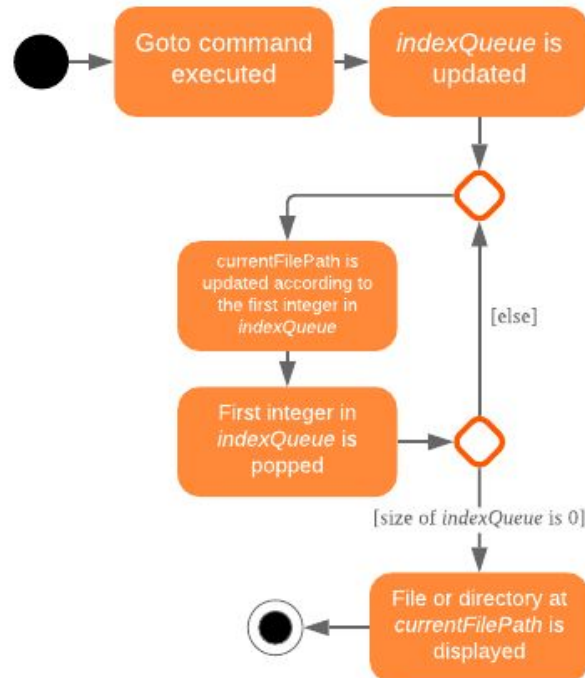 Goto command
executed
indexQueue is
updated
currentFilePath is
updated according to
the first integer in
indexQueue
[else]
First integer in
indexQueue is
popped
[size of indexQueue is 0]
File or directory at
currentFilePath is
displayed